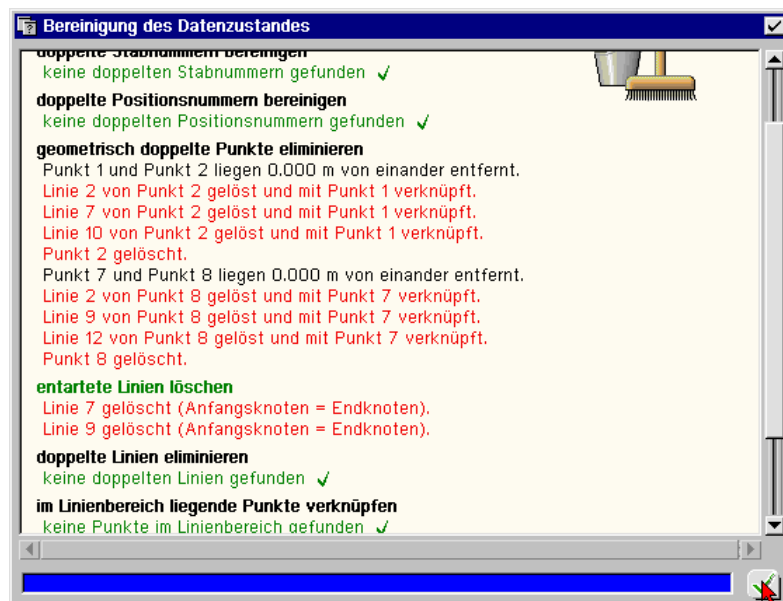 Bereinigung des Datenzustandes
doppelte Stabnummern bereinigen
keine doppelten Stabnummern gefunden ✓
doppelte Positionsnummern bereinigen
keine doppelten Positionsnummern gefunden ✓
geometrisch doppelte Punkte eliminieren
Punkt 1 und Punkt 2 liegen 0.000 m von einander entfernt.
Linie 2 von Punkt 2 gelöst und mit Punkt 1 verknüpft.
Linie 7 von Punkt 2 gelöst und mit Punkt 1 verknüpft.
Linie 10 von Punkt 2 gelöst und mit Punkt 1 verknüpft.
Punkt 2 gelöscht.
Punkt 7 und Punkt 8 liegen 0.000 m von einander entfernt.
Linie 2 von Punkt 8 gelöst und mit Punkt 7 verknüpft.
Linie 9 von Punkt 8 gelöst und mit Punkt 7 verknüpft.
Linie 12 von Punkt 8 gelöst und mit Punkt 7 verknüpft.
Punkt 8 gelöscht.
entartete Linien löschen
Linie 7 gelöscht (Anfangsknoten = Endknoten).
Linie 9 gelöscht (Anfangsknoten = Endknoten).
doppelte Linien eliminieren
keine doppelten Linien gefunden ✓
im Linienbereich liegende Punkte verknüpfen
keine Punkte im Linienbereich gefunden ✓